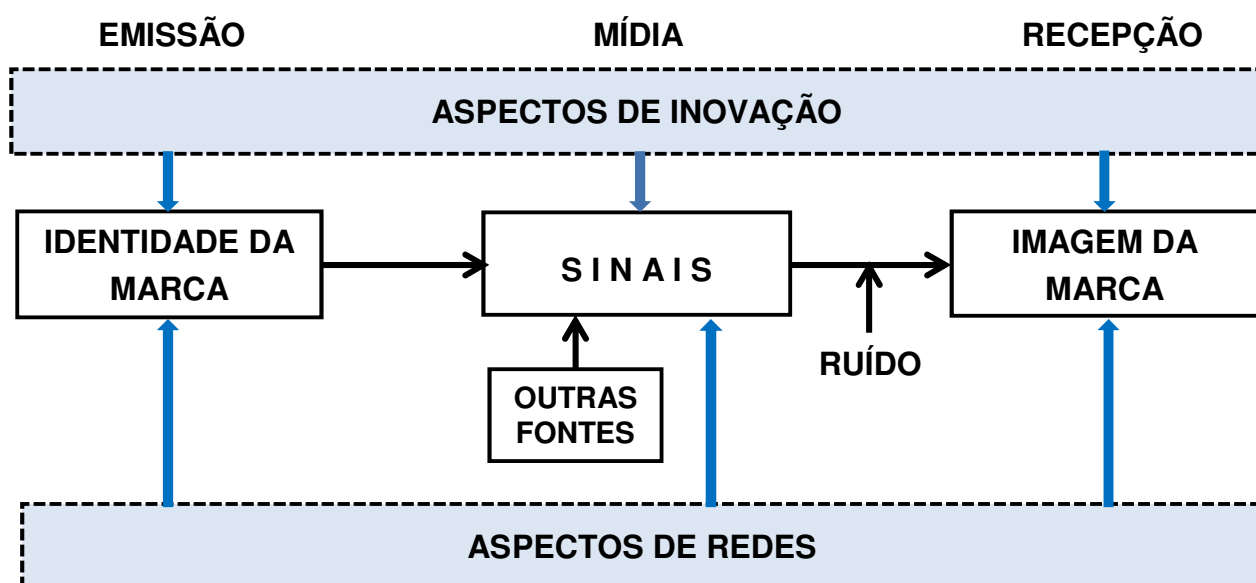 EMISSÃO
MÍDIA
RECEPÇÃO
ASPECTOS DE INOVAÇÃO
IDENTIDADE DA
MARCA
S I N A I S
IMAGEM DA
MARCA
RUÍDO
OUTRAS
FONTES
ASPECTOS DE REDES